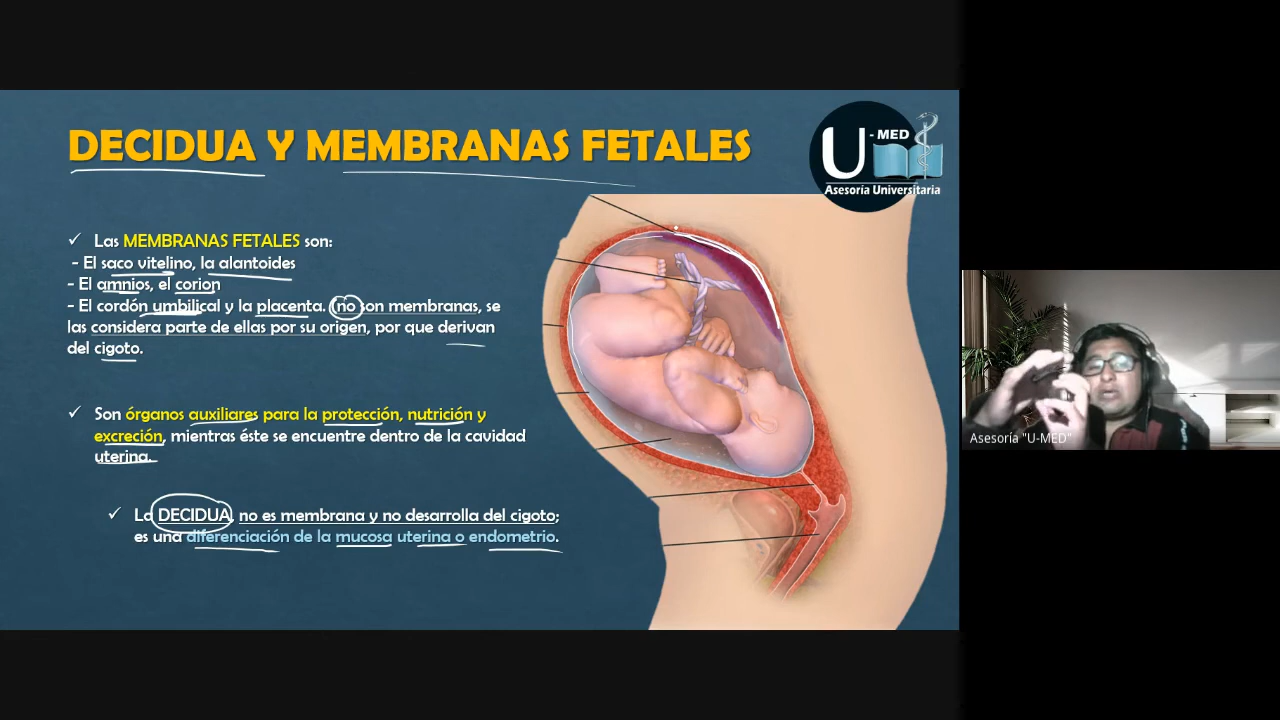 DECIDUA Y MEMBRANAS FETALES
U - MED
Asesoría Universitaria
✓ Las MEMBRANAS FETALES son:
- El saco vitelino, la alantoides
- El amnios, el corion
- El cordón umbilical y la placenta. (no son membranas, se
las considera parte de ellas por su origen, por que derivan
del cigoto.
✓ Son órganos auxiliares para la protección, nutrición y
excreción, mientras éste se encuentre dentro de la cavidad
uterina.
✓ La DECIDUA, no es membrana y no desarrolla del cigoto;
es una diferenciación de la mucosa uterina o endometrio.
Asesoría "U-MED"